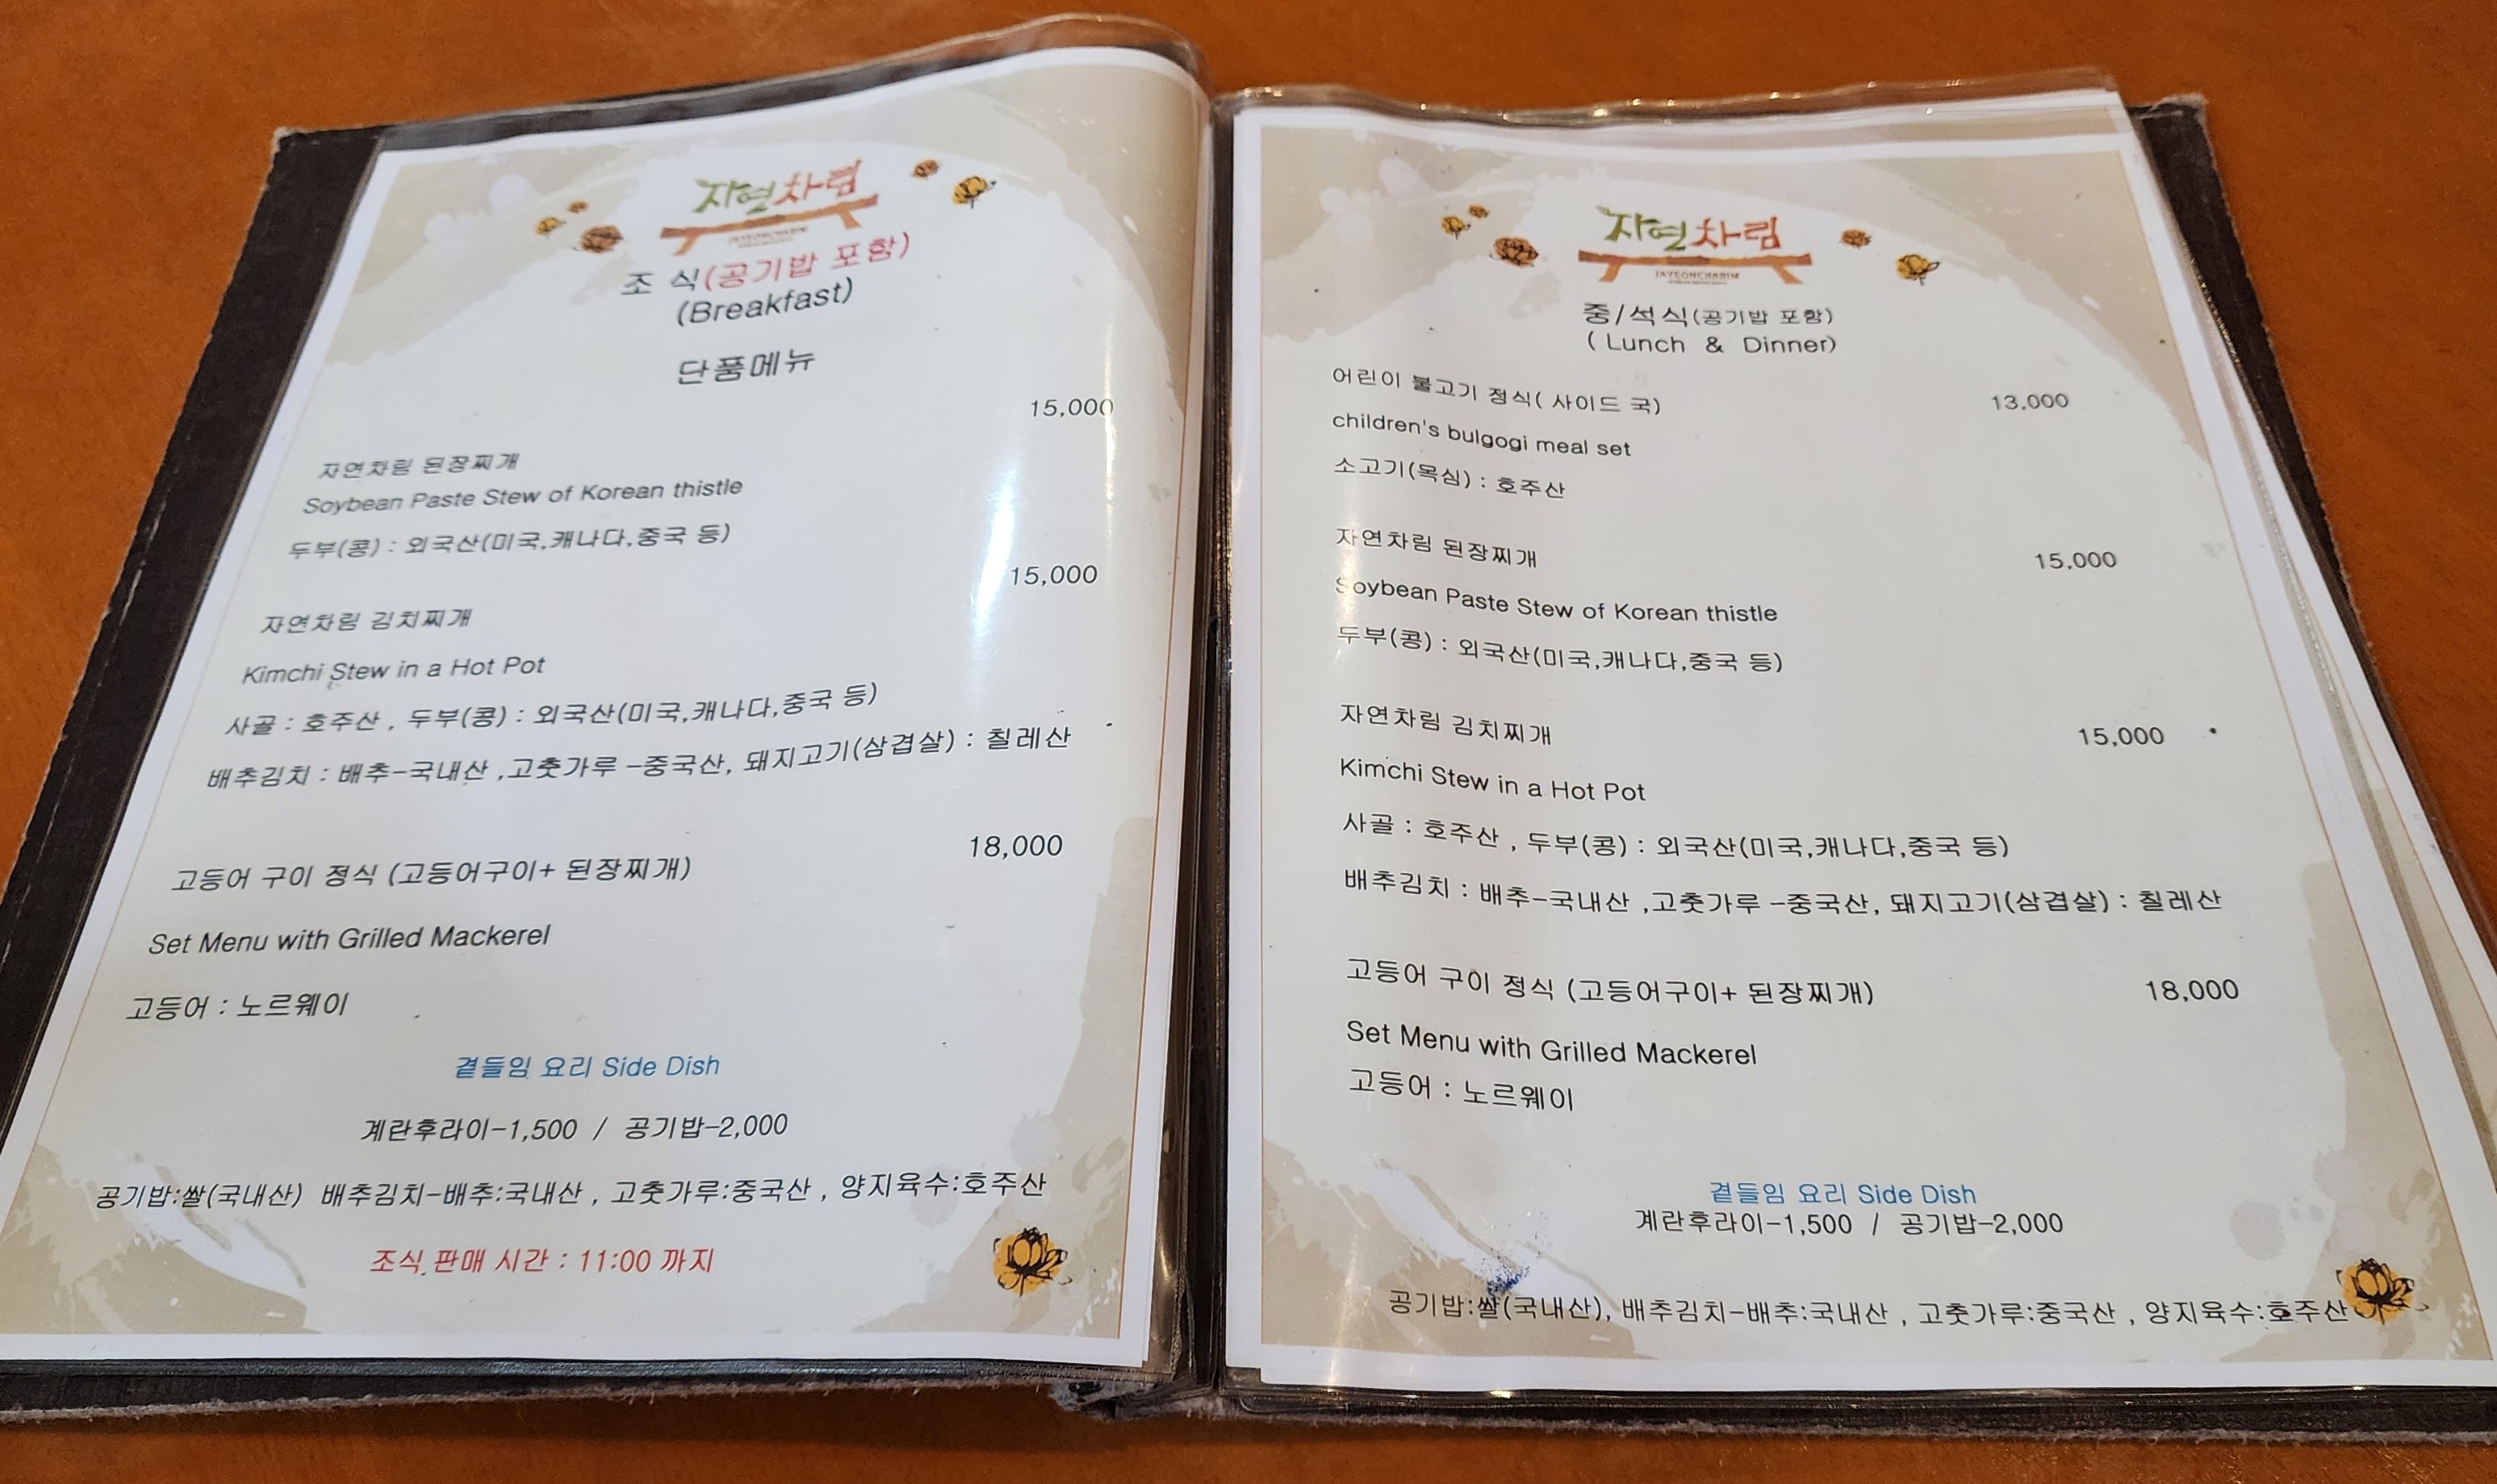 자연차림
JAYEONCHARIM
조 식(공기밥 포함)
(Breakfast)
단품메뉴
15,000
자연차림 된장찌개
Soybean Paste Stew of Korean thistle
두부(콩) : 외국산(미국,캐나다,중국 등)
15,000
자연차림 김치찌개
Kimchi Stew in a Hot Pot
사골 : 호주산 , 두부(콩) : 외국산(미국,캐나다,중국 등)
배추김치 : 배추-국내산 ,고춧가루 -중국산, 돼지고기(삼겹살) : 칠레산
18,000
고등어 구이 정식 (고등어구이+ 된장찌개)
Set Menu with Grilled Mackerel
고등어 : 노르웨이
곁들임 요리 Side Dish
계란후라이-1,500 / 공기밥-2,000
공기밥:쌀(국내산) 배추김치-배추:국내산 , 고춧가루:중국산 , 양지육수:호주산
조식 판매 시간 : 11:00 까지
자연차림
JAYEONCHARIM
중/석식(공기밥 포함)
( Lunch & Dinner)
어린이 불고기 정식( 사이드 국) 13,000
children's bulgogi meal set
소고기(목심) : 호주산
자연차림 된장찌개 15,000
Soybean Paste Stew of Korean thistle
두부(콩) : 외국산(미국,캐나다,중국 등)
자연차림 김치찌개 15,000
Kimchi Stew in a Hot Pot
사골 : 호주산 , 두부(콩) : 외국산(미국,캐나다,중국 등)
배추김치 : 배추-국내산 ,고춧가루 -중국산, 돼지고기(삼겹살) : 칠레산
고등어 구이 정식 (고등어구이+ 된장찌개) 18,000
Set Menu with Grilled Mackerel
고등어 : 노르웨이
곁들임 요리 Side Dish
계란후라이-1,500 / 공기밥-2,000
공기밥:쌀(국내산), 배추김치-배추:국내산 , 고춧가루:중국산 , 양지육수:호주산